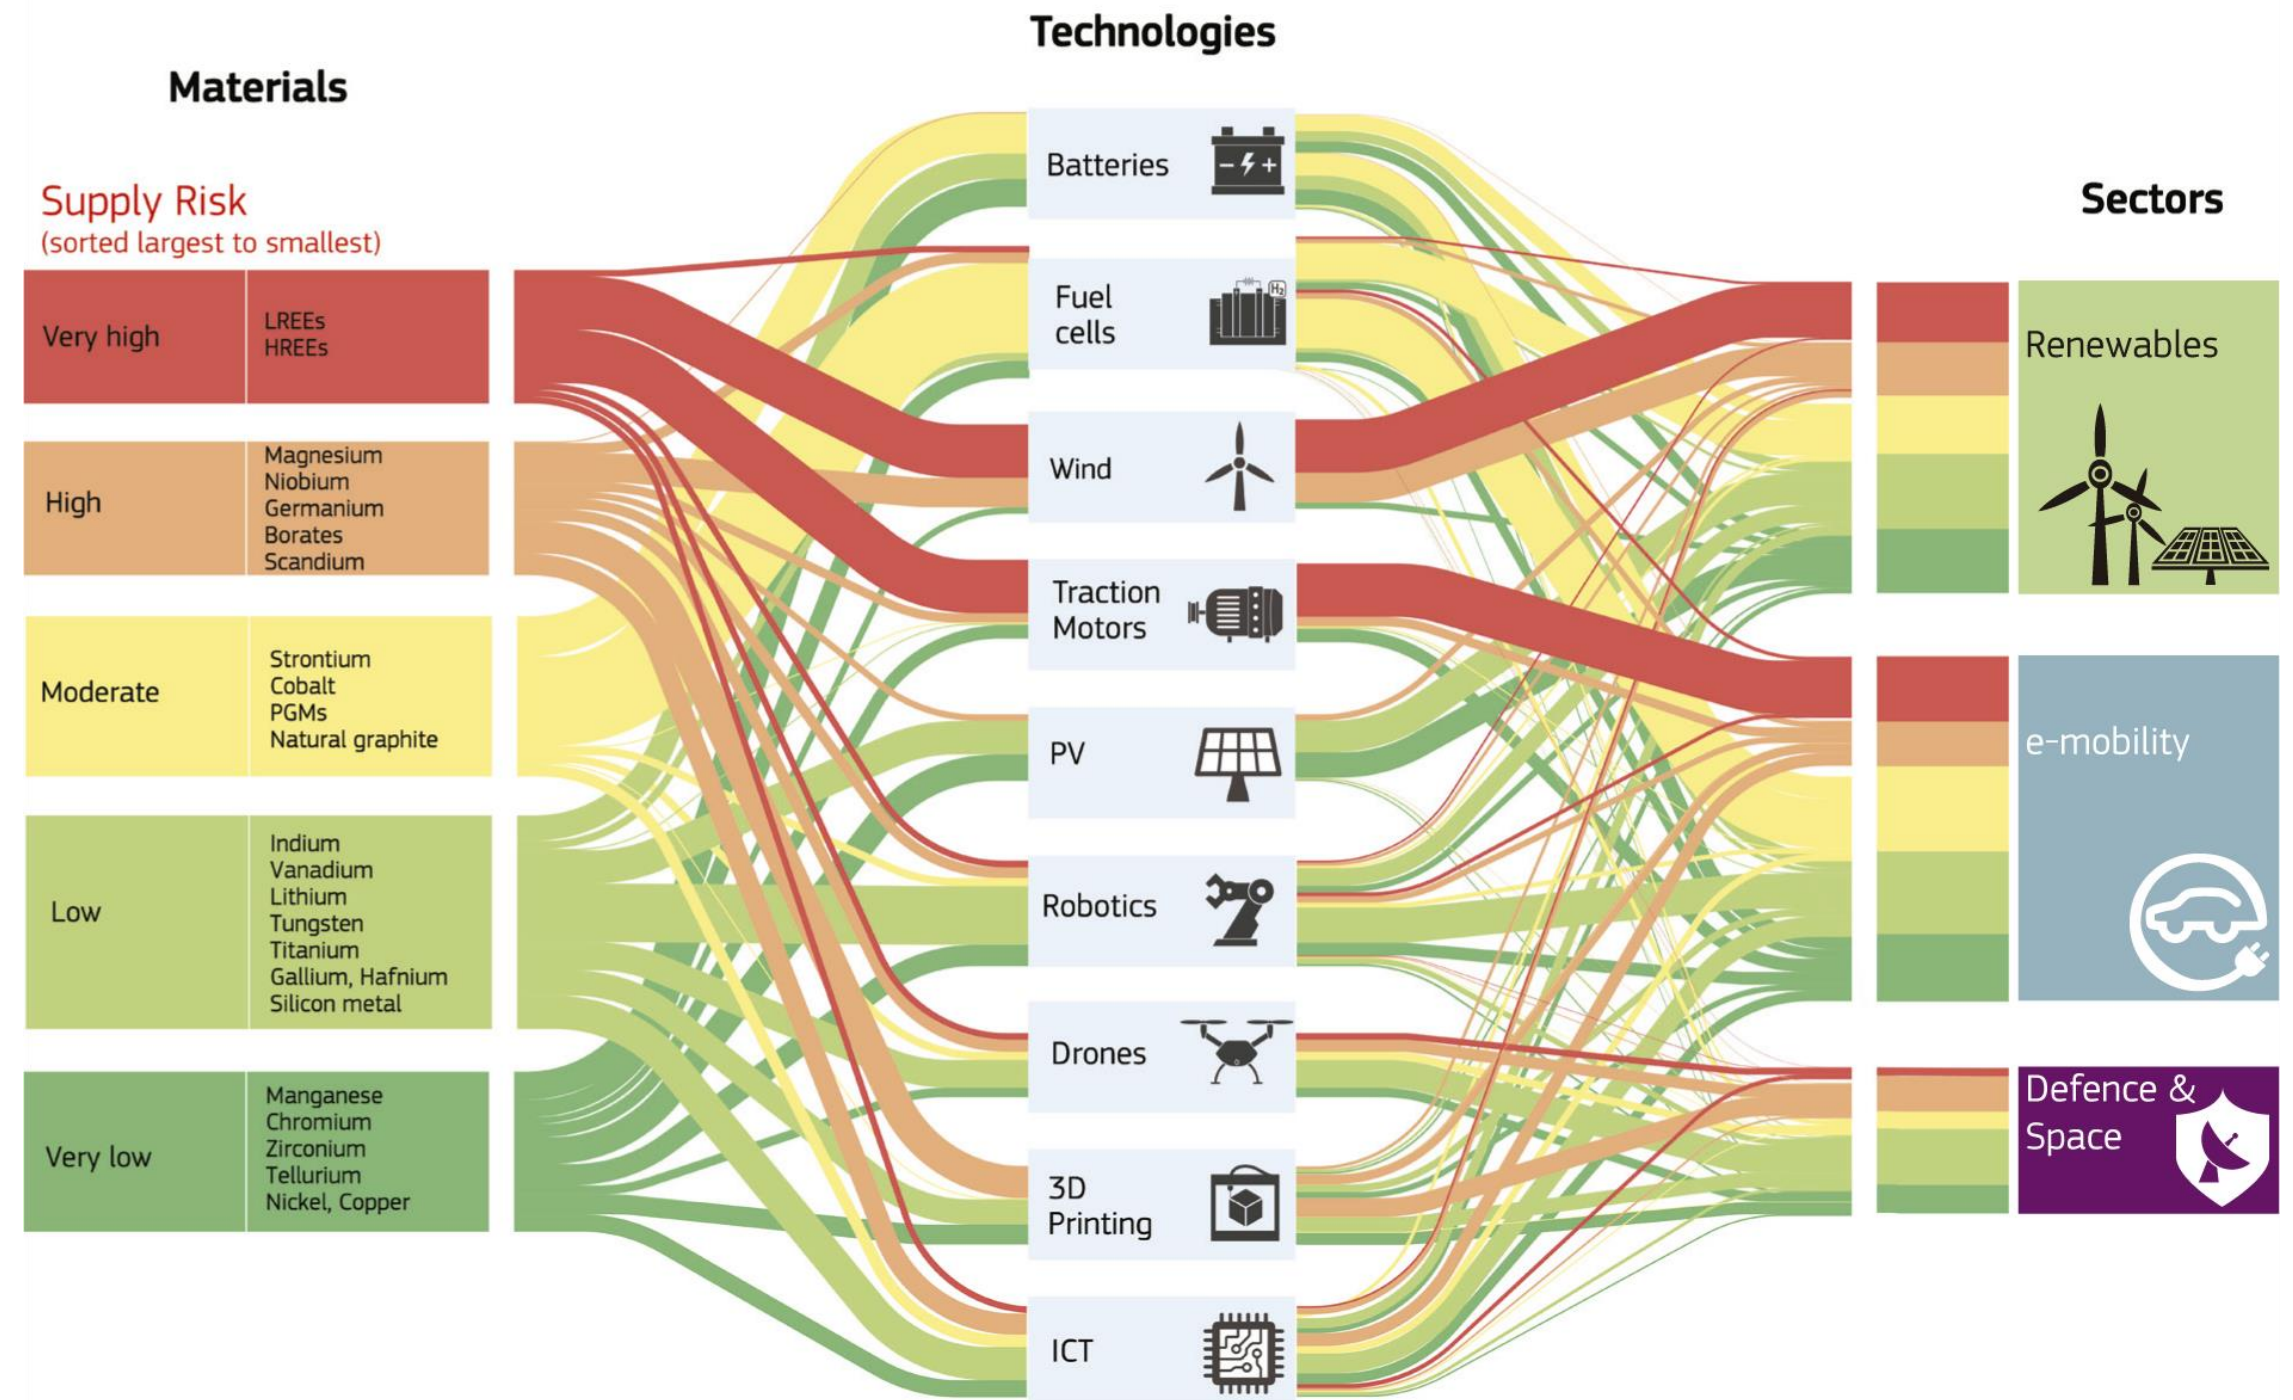 Technologies
Materials
Supply Risk
(sorted largest to smallest)
Very high
LREEs
HREEs
High
Magnesium
Niobium
Germanium
Borates
Scandium
Moderate
Strontium
Cobalt
PGMs
Natural graphite
Low
Indium
Vanadium
Lithium
Tungsten
Titanium
Gallium, Hafnium
Silicon metal
Very low
Manganese
Chromium
Zirconium
Tellurium
Nickel, Copper
Batteries
Fuel
cells
H2
Wind
Traction
Motors
PV
Robotics
Drones
3D
Printing
ICT
Sectors
Renewables
e-mobility
Defence &
Space